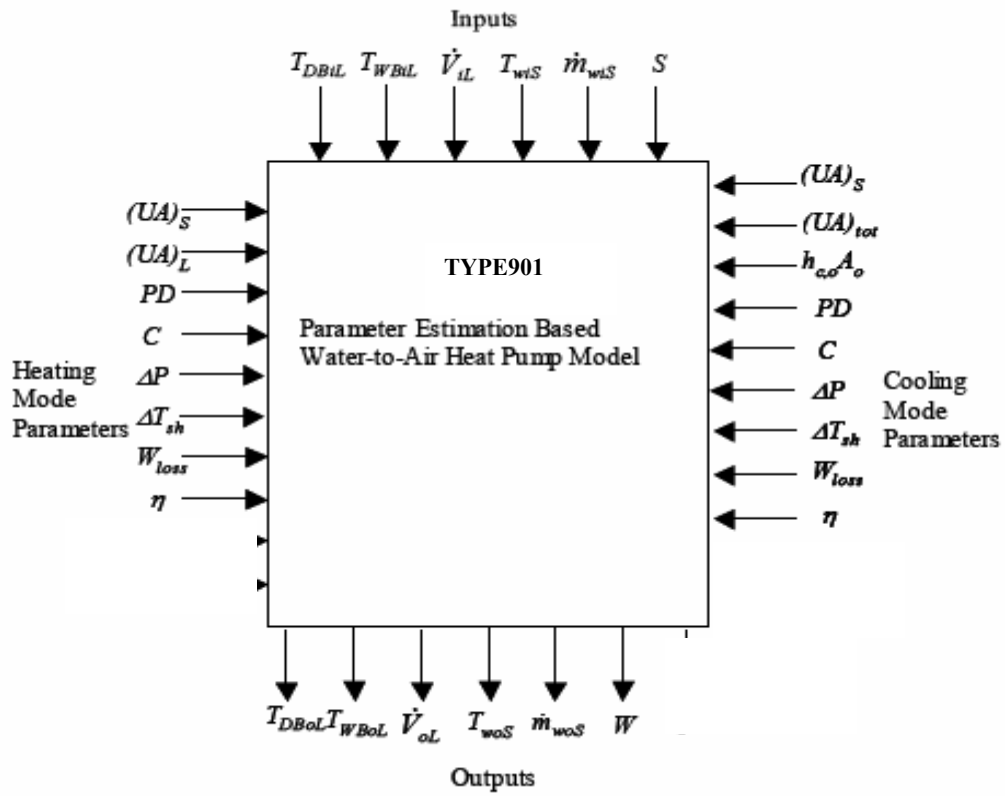 Inputs
T_DBiL T_WBiL V̇_iL T_wiS ṁ_wiS S
(UA)_S
(UA)_L
PD
C
ΔP
ΔT_sh
W_loss
η
Heating
Mode
Parameters
TYPE901
Parameter Estimation Based
Water-to-Air Heat Pump Model
(UA)_S
(UA)_tot
h_c,o A_o
PD
C
ΔP
ΔT_sh
W_loss
η
Cooling
Mode
Parameters
T_DBoL T_WBoL V̇_oL T_woS ṁ_woS W
Outputs